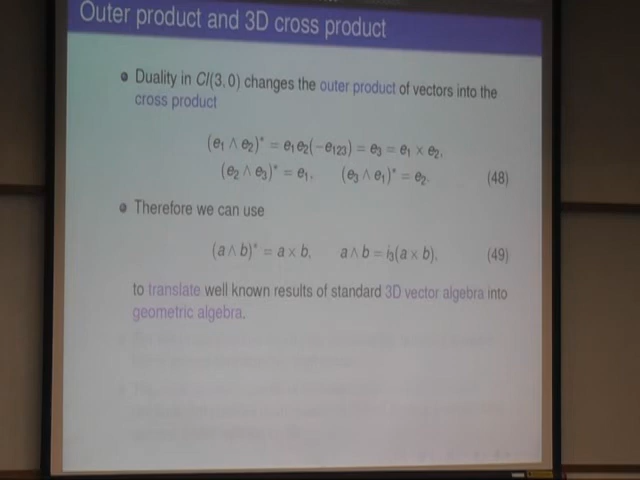 Outer product and 3D cross product
• Duality in Cl(3, 0) changes the outer product of vectors into the
cross product
(e₁ ∧ e₂)* = e₁e₂(−e₁₂₃) = e₃ = e₁ × e₂,
(e₂ ∧ e₃)* = e₁, (e₃ ∧ e₁)* = e₂. (48)
• Therefore we can use
(a ∧ b)* = a × b, a ∧ b = i₃(a × b), (49)
to translate well known results of standard 3D vector algebra into
geometric algebra.